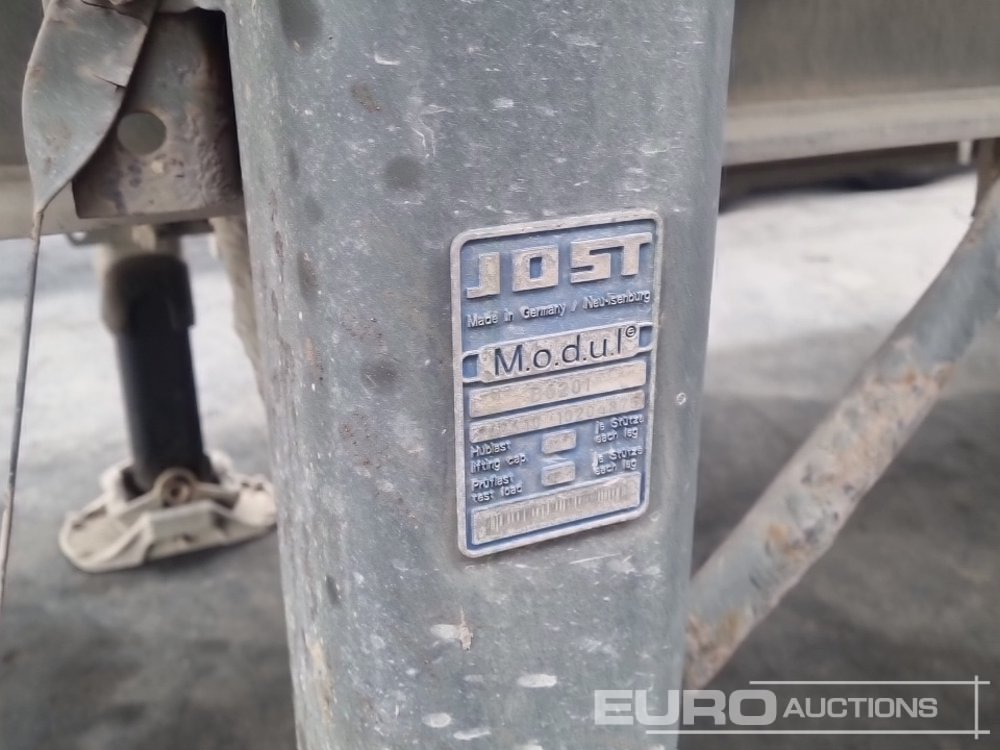 JOST
Made in Germany / Neu-Isenburg
M.o.d.u.l®
B0201
Hublast je Stütze
lifting cap. each leg
Prüflast je Stütze
test load each leg
EURO AUCTIONS